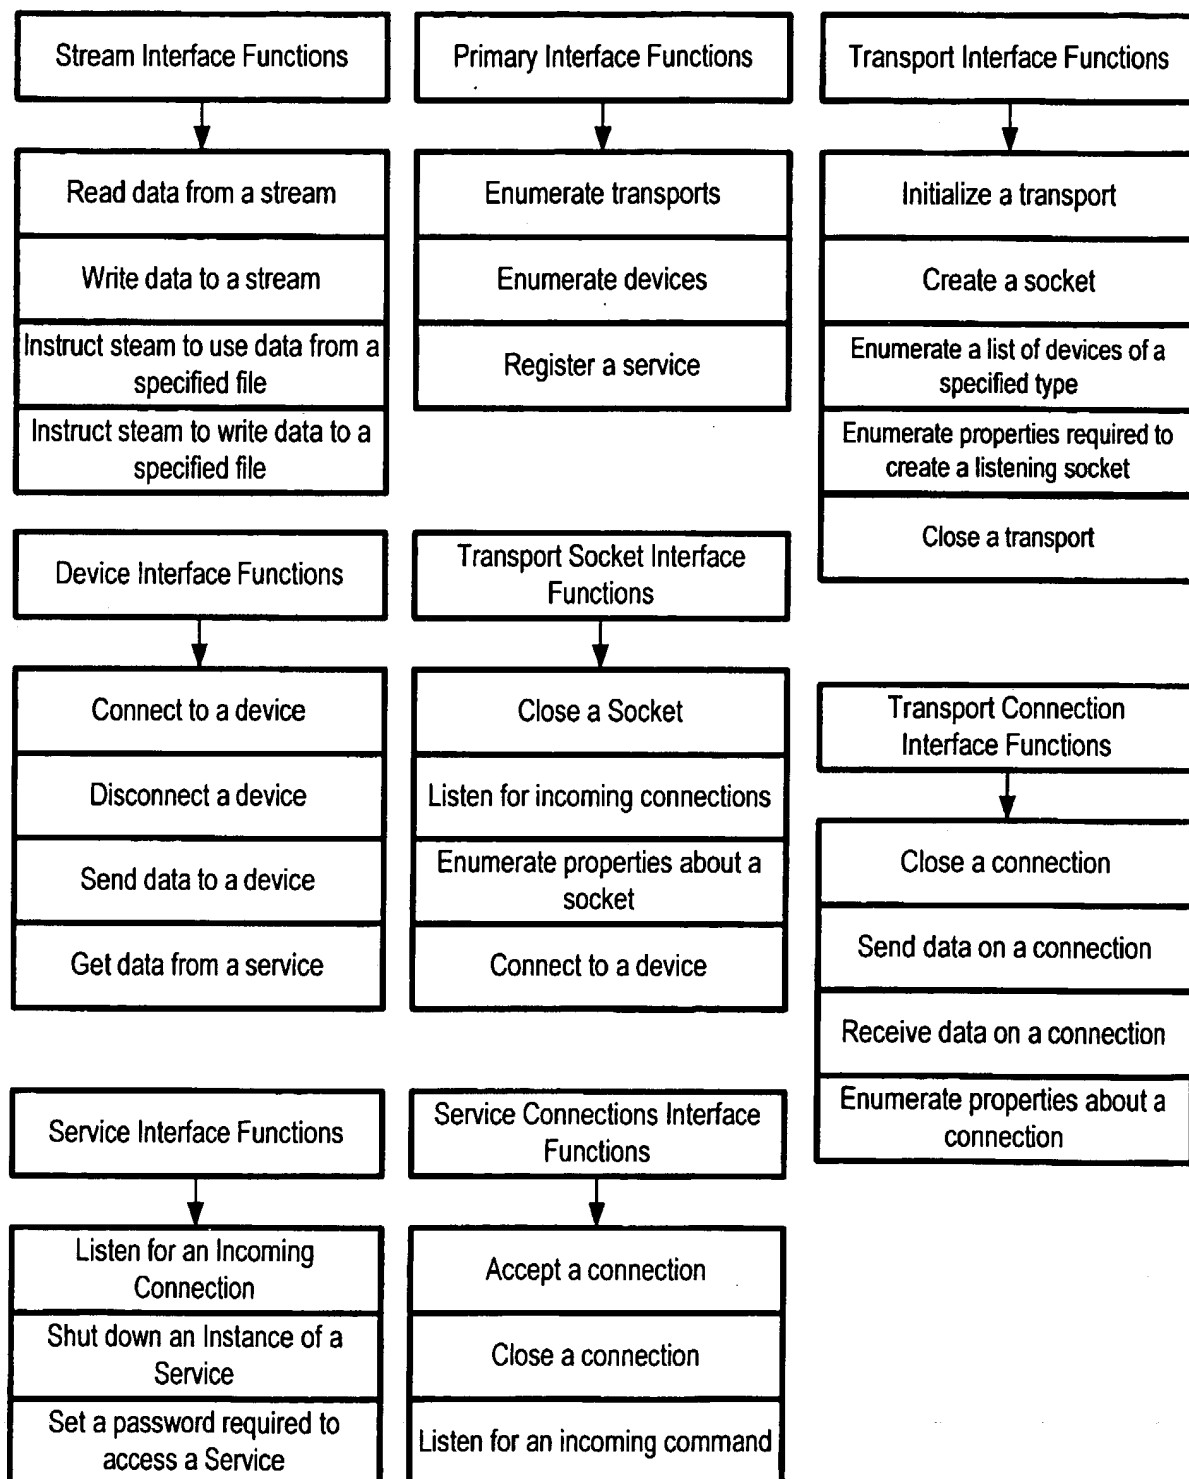 Stream Interface Functions
Read data from a stream
Write data to a stream
Instruct steam to use data from a
specified file
Instruct steam to write data to a
specified file
Primary Interface Functions
Enumerate transports
Enumerate devices
Register a service
Transport Interface Functions
Initialize a transport
Create a socket
Enumerate a list of devices of a
specified type
Enumerate properties required to
create a listening socket
Close a transport
Device Interface Functions
Connect to a device
Disconnect a device
Send data to a device
Get data from a service
Transport Socket Interface
Functions
Close a Socket
Listen for incoming connections
Enumerate properties about a
socket
Connect to a device
Transport Connection
Interface Functions
Close a connection
Send data on a connection
Receive data on a connection
Enumerate properties about a
connection
Service Interface Functions
Listen for an Incoming
Connection
Shut down an Instance of a
Service
Set a password required to
access a Service
Service Connections Interface
Functions
Accept a connection
Close a connection
Listen for an incoming command